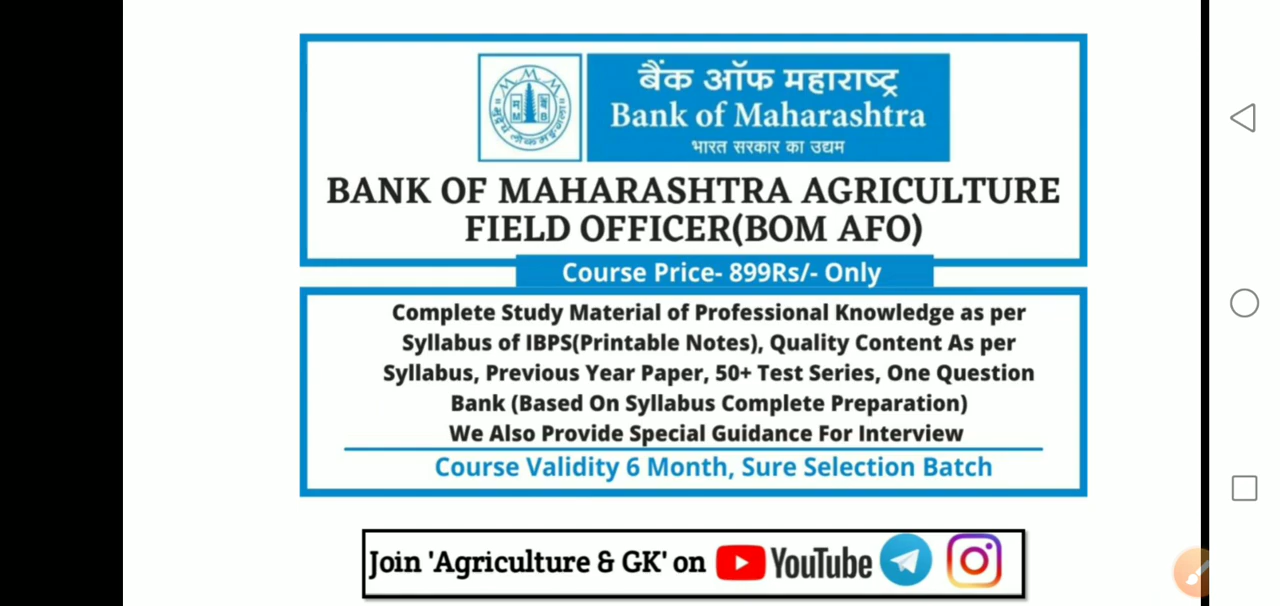 बैंक ऑफ महाराष्ट्र
Bank of Maharashtra
भारत सरकार का उद्यम
BANK OF MAHARASHTRA AGRICULTURE
FIELD OFFICER(BOM AFO)
Course Price- 899Rs/- Only
Complete Study Material of Professional Knowledge as per
Syllabus of IBPS(Printable Notes), Quality Content As per
Syllabus, Previous Year Paper, 50+ Test Series, One Question
Bank (Based On Syllabus Complete Preparation)
We Also Provide Special Guidance For Interview
Course Validity 6 Month, Sure Selection Batch
Join 'Agriculture & GK' on YouTube